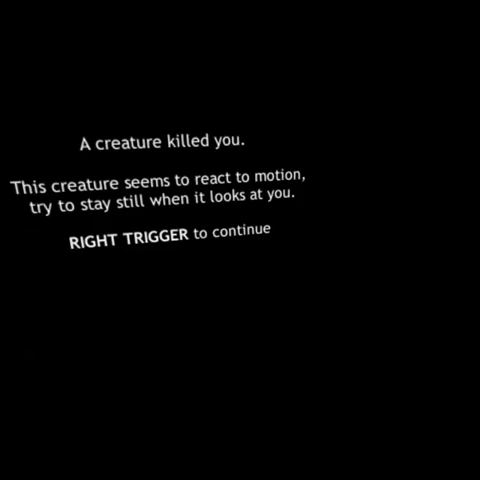 A creature killed you.
This creature seems to react to motion,
try to stay still when it looks at you.
RIGHT TRIGGER to continue